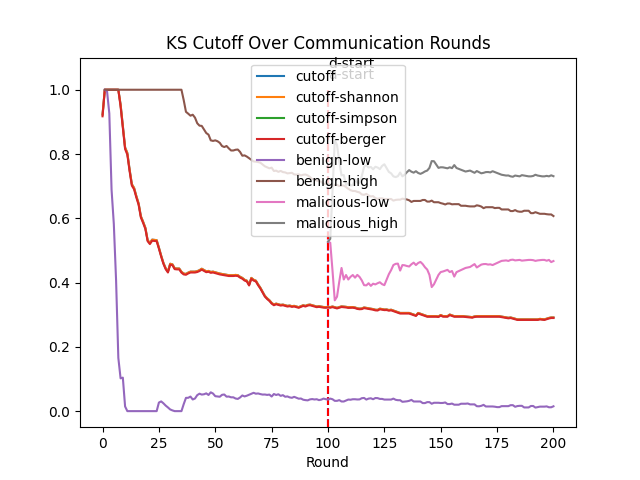 KS Cutoff Over Communication Rounds
d-start
d-start
cutoff
cutoff-shannon
cutoff-simpson
cutoff-berger
benign-low
benign-high
malicious-low
malicious_high
1.0
0.8
0.6
0.4
0.2
0.0
0
25
50
75
100
125
150
175
200
Round